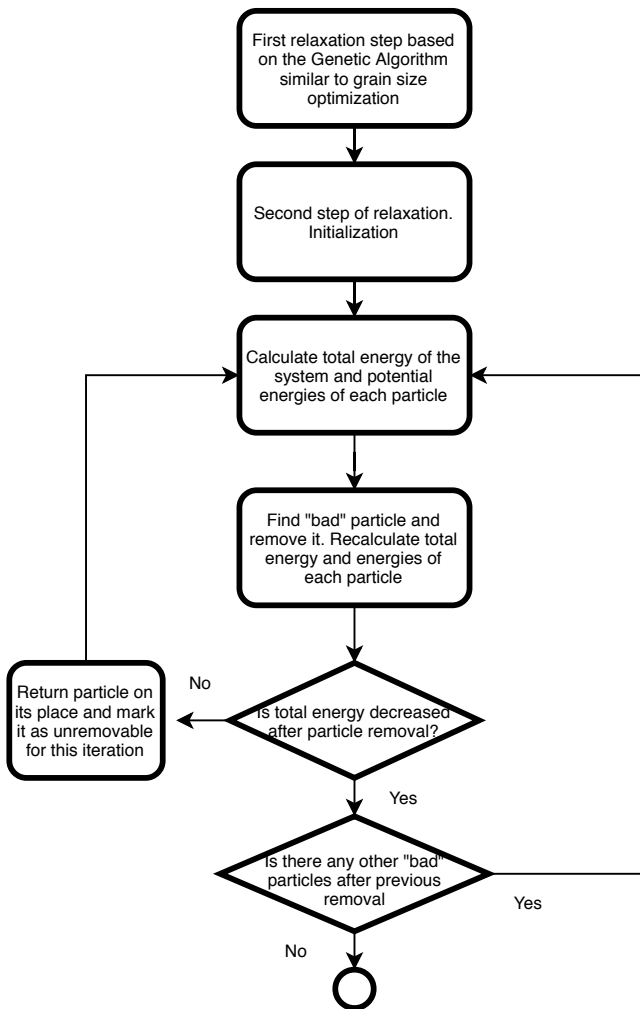 First relaxation step based
on the Genetic Algorithm
similar to grain size
optimization
Second step of relaxation.
Initialization
Calculate total energy of the
system and potential
energies of each particle
Find "bad" particle and
remove it. Recalculate total
energy and energies of
each particle
No
Return particle on
its place and mark
it as unremovable
for this iteration
Is total energy decreased
after particle removal?
Yes
Is there any other "bad"
particles after previous
removal
Yes
No